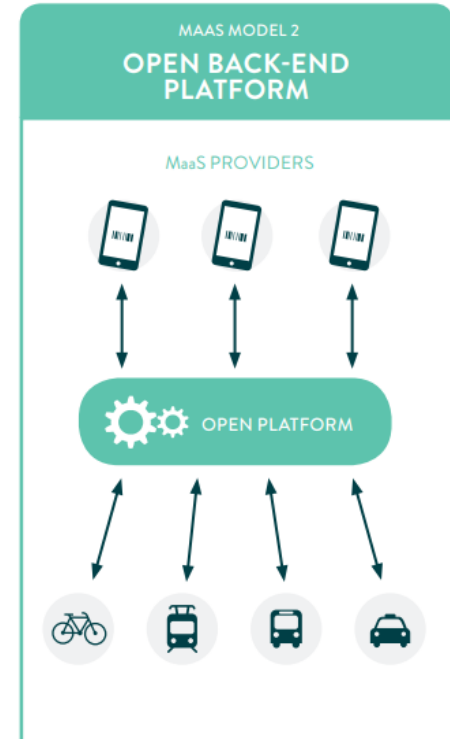 MAAS MODEL 2
OPEN BACK-END
PLATFORM
MaaS PROVIDERS
OPEN PLATFORM